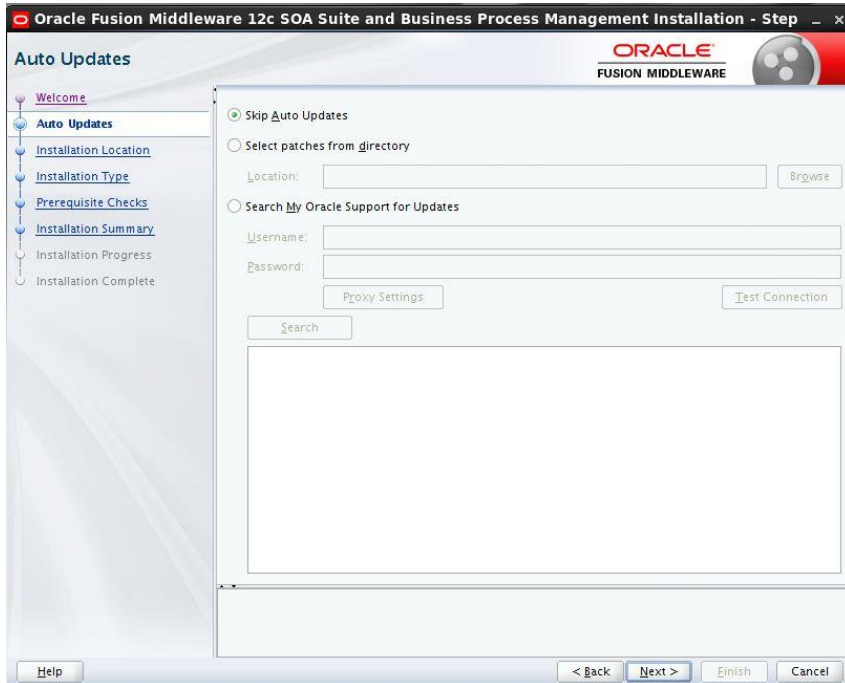 Oracle Fusion Middleware 12c SOA Suite and Business Process Management Installation - Step
Auto Updates
ORACLE
FUSION MIDDLEWARE
Welcome
Auto Updates
Installation Location
Installation Type
Prerequisite Checks
Installation Summary
Installation Progress
Installation Complete
Skip Auto Updates
Select patches from directory
Location:
Browse
Search My Oracle Support for Updates
Username:
Password:
Proxy Settings
Test Connection
Search
Help
< Back
Next >
Finish
Cancel